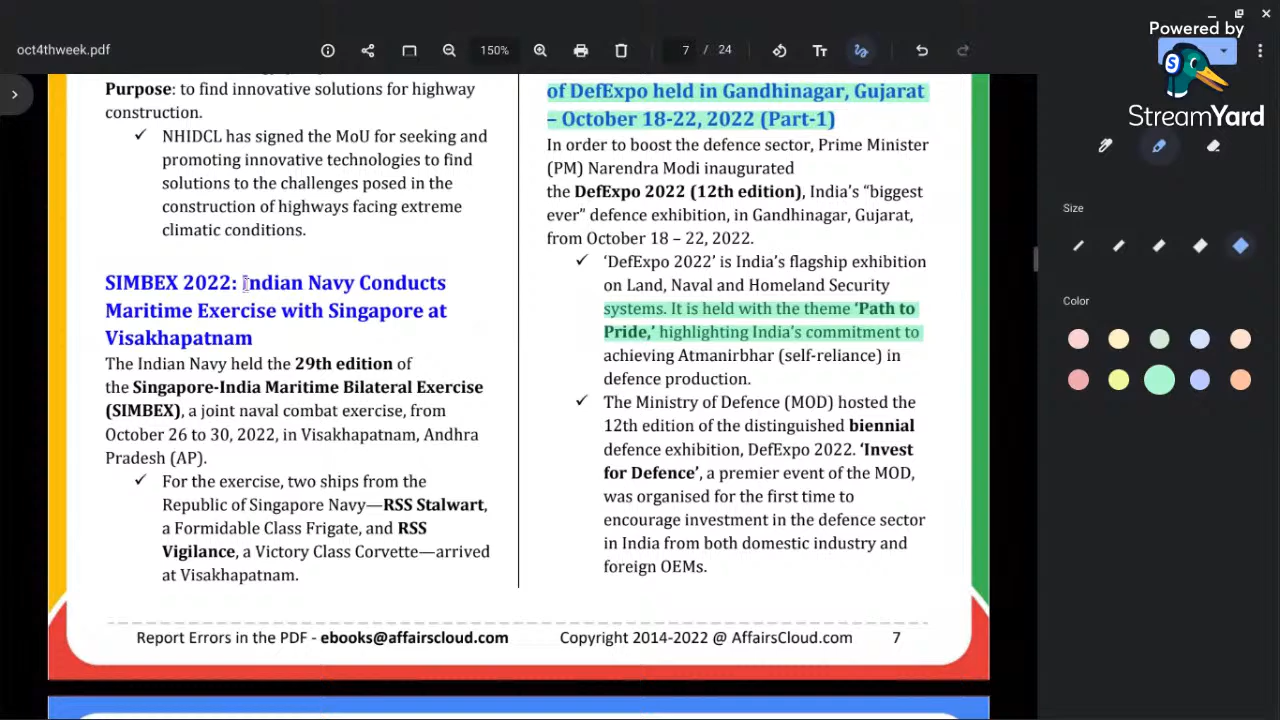 oct4thweek.pdf
150%
7 / 24
Powered by
StreamYard
Purpose: to find innovative solutions for highway
construction.
✓ NHIDCL has signed the MoU for seeking and
promoting innovative technologies to find
solutions to the challenges posed in the
construction of highways facing extreme
climatic conditions.
SIMBEX 2022: Indian Navy Conducts
Maritime Exercise with Singapore at
Visakhapatnam
The Indian Navy held the 29th edition of
the Singapore-India Maritime Bilateral Exercise
(SIMBEX), a joint naval combat exercise, from
October 26 to 30, 2022, in Visakhapatnam, Andhra
Pradesh (AP).
✓ For the exercise, two ships from the
Republic of Singapore Navy—RSS Stalwart,
a Formidable Class Frigate, and RSS
Vigilance, a Victory Class Corvette—arrived
at Visakhapatnam.
of DefExpo held in Gandhinagar, Gujarat
– October 18-22, 2022 (Part-1)
In order to boost the defence sector, Prime Minister
(PM) Narendra Modi inaugurated
the DefExpo 2022 (12th edition), India's "biggest
ever" defence exhibition, in Gandhinagar, Gujarat,
from October 18 – 22, 2022.
✓ 'DefExpo 2022' is India's flagship exhibition
on Land, Naval and Homeland Security
systems. It is held with the theme 'Path to
Pride,' highlighting India's commitment to
achieving Atmanirbhar (self-reliance) in
defence production.
✓ The Ministry of Defence (MOD) hosted the
12th edition of the distinguished biennial
defence exhibition, DefExpo 2022. 'Invest
for Defence', a premier event of the MOD,
was organised for the first time to
encourage investment in the defence sector
in India from both domestic industry and
foreign OEMs.
Report Errors in the PDF - ebooks@affairscloud.com Copyright 2014-2022 @ AffairsCloud.com 7
Size
Color